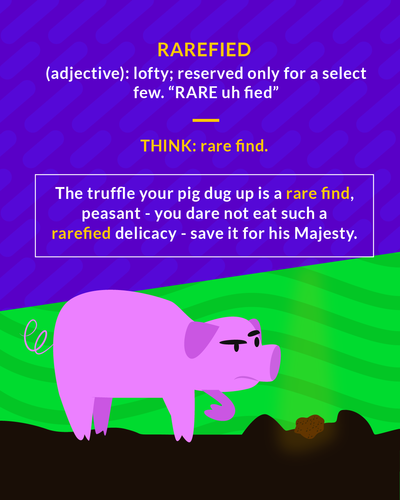 RAREFIED
(adjective): lofty; reserved only for a select
few. “RARE uh fied”
THINK: rare find.
The truffle your pig dug up is a rare find,
peasant - you dare not eat such a
rarefied delicacy - save it for his Majesty.